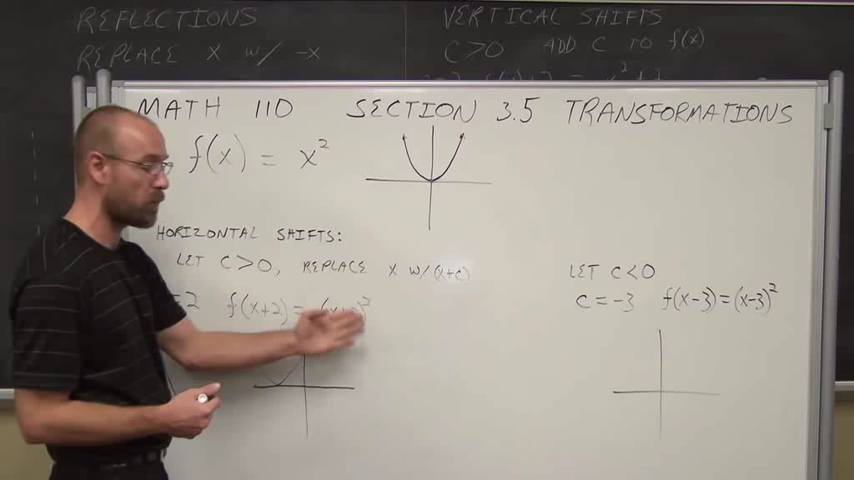 REFLECTIONS
REPLACE X W/ -X
VERTICAL SHIFTS
C>0 ADD C TO f(x)
MATH 110 SECTION 3.5 TRANSFORMATIONS
f(x) = x²
HORIZONTAL SHIFTS:
LET C>0, REPLACE X W/(x+c)
=2 f(x+2)=
LET C<0
C=-3 f(x-3)=(x-3)²